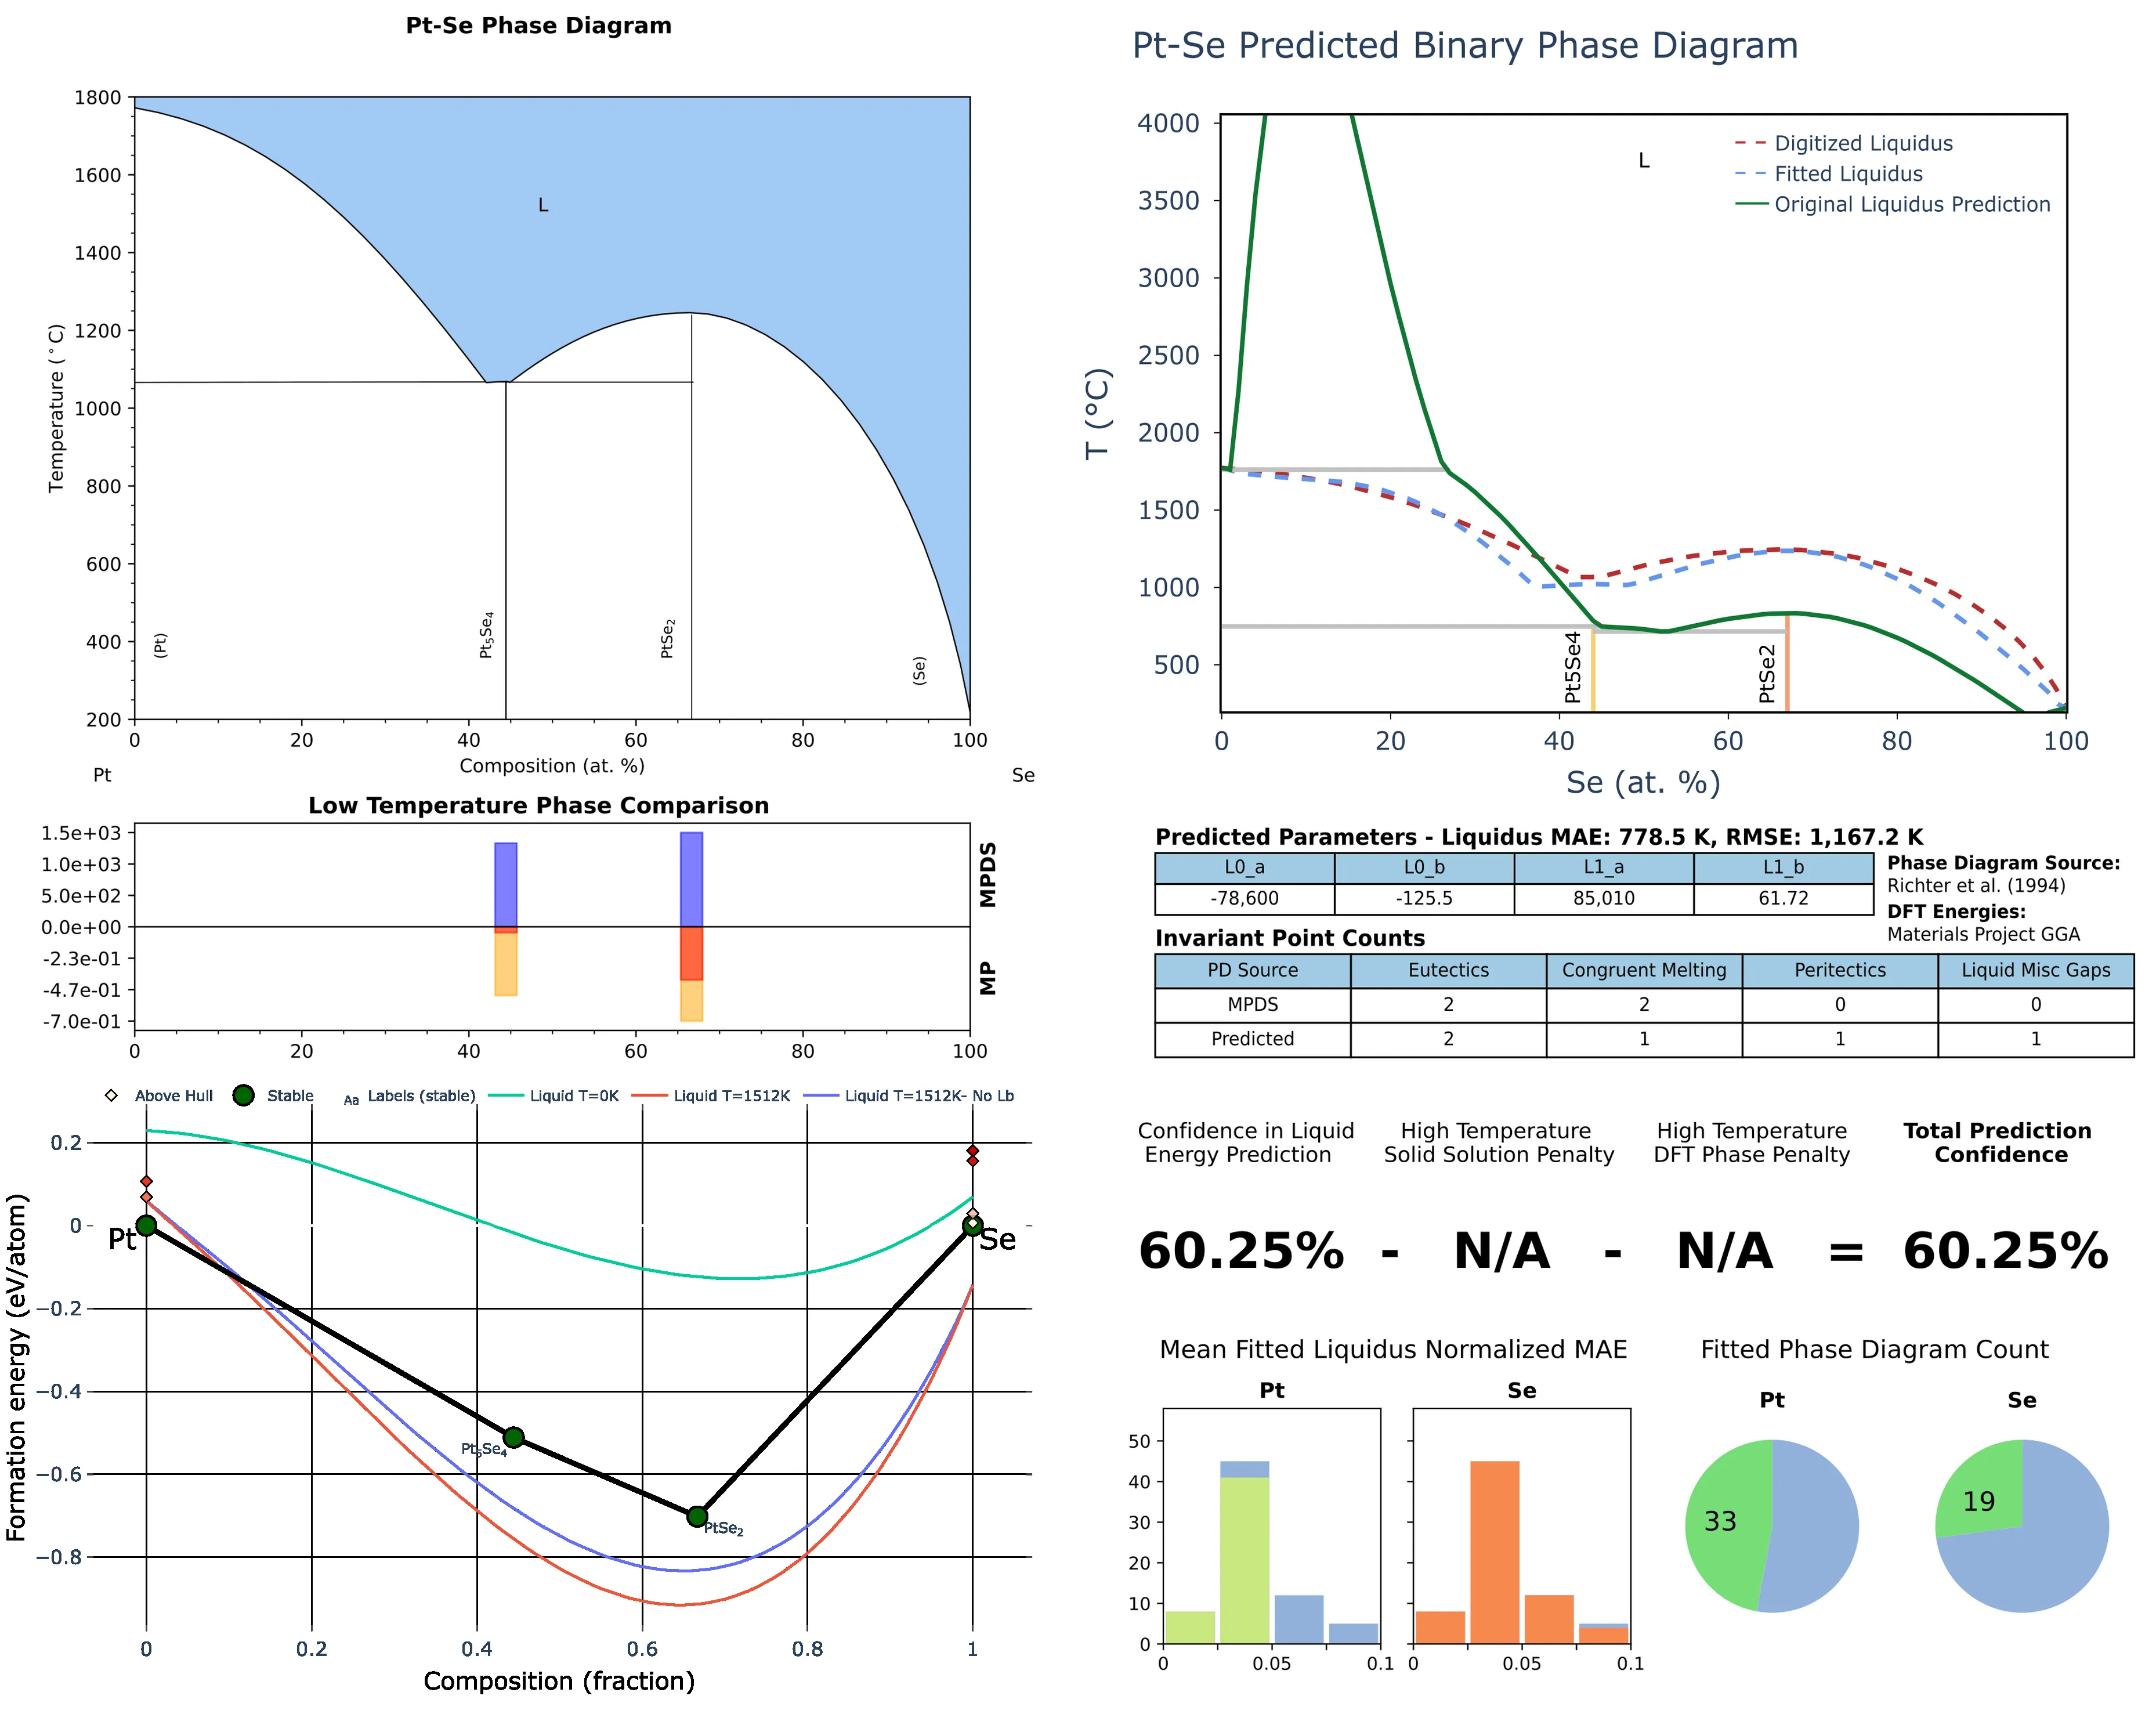 Pt-Se Phase Diagram
1800
1600
1400
1200
1000
800
600
400
200
Temperature (°C)
L
(Pt)
Pt5Se4
PtSe2
(Se)
0 20 40 60 80 100
Composition (at. %)
Pt Se
Low Temperature Phase Comparison
1.5e+03
1.0e+03
5.0e+02
0.0e+00
-2.3e-01
-4.7e-01
-7.0e-01
MPDS
MP
0 20 40 60 80 100
Above Hull Stable Aa Labels (stable) Liquid T=0K Liquid T=1512K Liquid T=1512K- No Lb
0.2
0
−0.2
−0.4
−0.6
−0.8
Formation energy (eV/atom)
Pt
Se
Pt5Se4
PtSe2
0 0.2 0.4 0.6 0.8 1
Composition (fraction)
Pt-Se Predicted Binary Phase Diagram
4000
3500
3000
2500
2000
1500
1000
500
T (°C)
L
Digitized Liquidus
Fitted Liquidus
Original Liquidus Prediction
Pt5Se4
PtSe2
0 20 40 60 80 100
Se (at. %)
Predicted Parameters - Liquidus MAE: 778.5 K, RMSE: 1,167.2 K
L0_a L0_b L1_a L1_b
-78,600 -125.5 85,010 61.72
Phase Diagram Source:
Richter et al. (1994)
DFT Energies:
Materials Project GGA
Invariant Point Counts
PD Source Eutectics Congruent Melting Peritectics Liquid Misc Gaps
MPDS 2 2 0 0
Predicted 2 1 1 1
Confidence in Liquid
Energy Prediction
High Temperature
Solid Solution Penalty
High Temperature
DFT Phase Penalty
Total Prediction
Confidence
60.25% - N/A - N/A = 60.25%
Mean Fitted Liquidus Normalized MAE
Pt
Se
50
40
30
20
10
0
0 0.05 0.1
0 0.05 0.1
Fitted Phase Diagram Count
Pt
Se
33
19